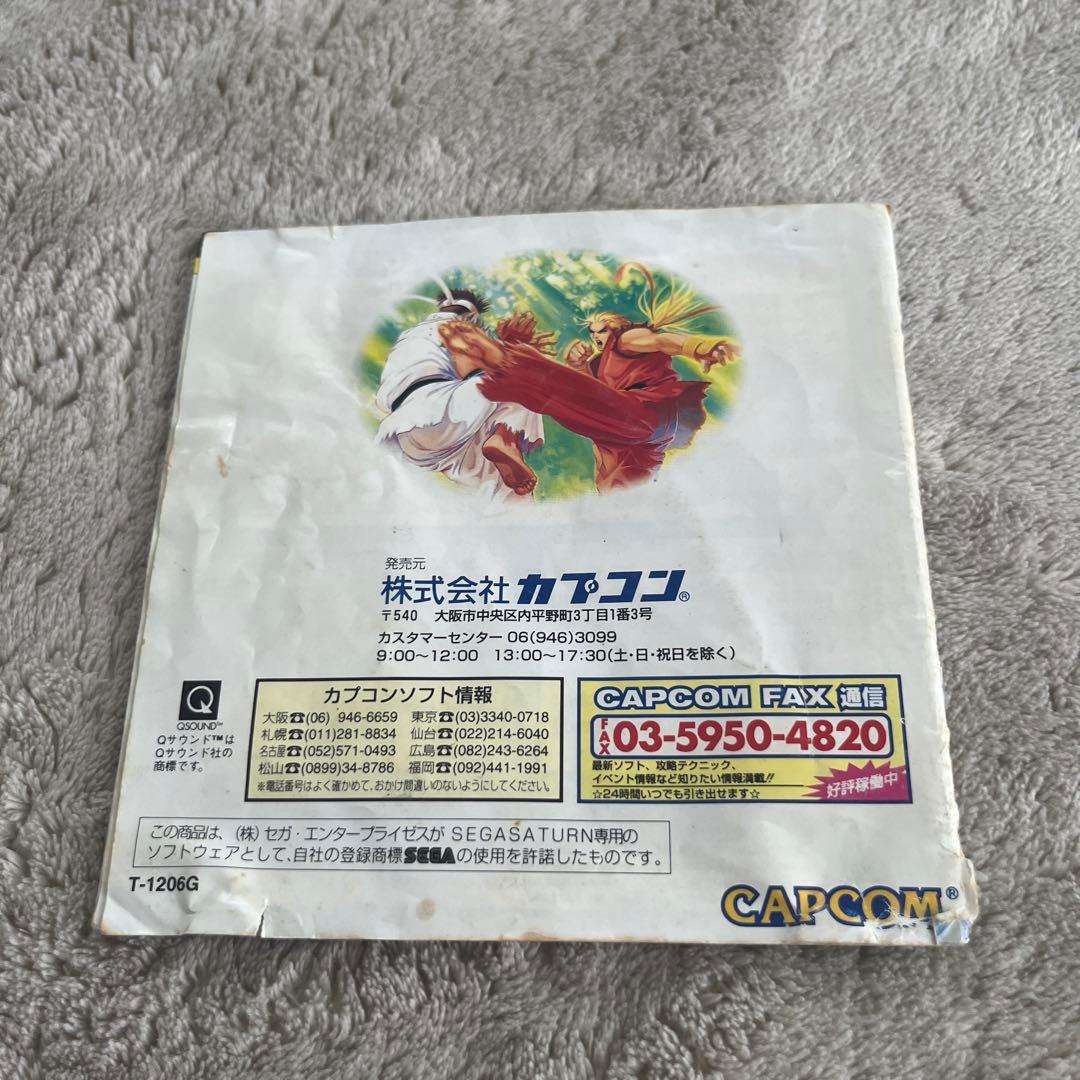 発売元
株式会社カプコン®
〒540 大阪市中央区内平野町3丁目1番3号
カスタマーセンター 06(946)3099
9:00〜12:00 13:00〜17:30(土・日・祝日を除く)
Q
QSOUND™
Qサウンド™は
Qサウンド社の
商標です。
カプコンソフト情報
大阪☎(06) 946-6659 東京☎(03)3340-0718
札幌☎(011)281-8834 仙台☎(022)214-6040
名古屋☎(052)571-0493 広島☎(082)243-6264
松山☎(0899)34-8786 福岡☎(092)441-1991
※電話番号はよく確かめて、おかけ間違いのないようにしてください。
CAPCOM FAX 通信
FAX 03-5950-4820
最新ソフト、攻略テクニック、
イベント情報など知りたい情報満載!!
☆24時間いつでも引き出せます☆
好評稼働中
この商品は、(株)セガ・エンタープライゼスがSEGASATURN専用の
ソフトウェアとして、自社の登録商標SEGAの使用を許諾したものです。
T-1206G
CAPCOM®